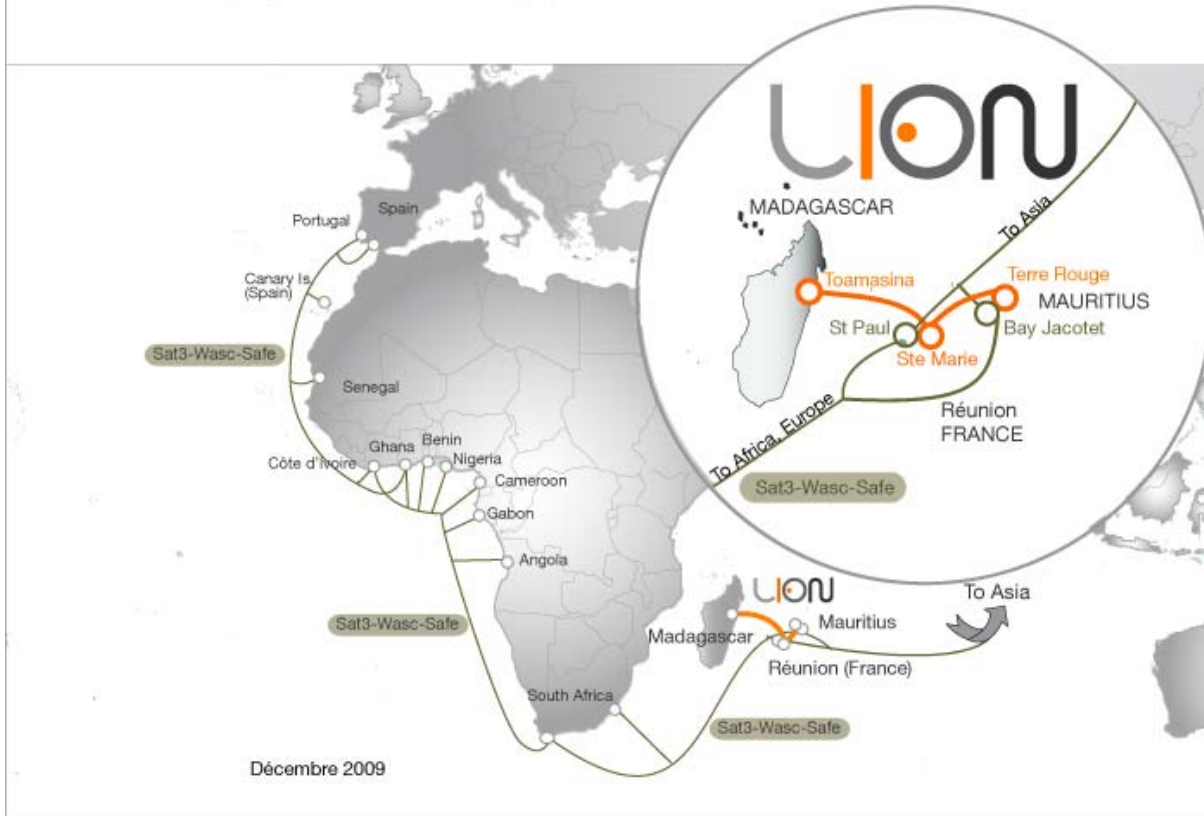 LION
MADAGASCAR
To Asia
Toamasina
Terre Rouge
MAURITIUS
St Paul
Bay Jacotet
Ste Marie
Réunion
FRANCE
To Africa, Europe
Sat3-Wasc-Safe
Portugal
Spain
Canary Is
(Spain)
Sat3-Wasc-Safe
Senegal
Côte d'Ivoire
Ghana
Benin
Nigeria
Cameroon
Gabon
Angola
Sat3-Wasc-Safe
LION
To Asia
Madagascar
Mauritius
Réunion (France)
South Africa
Sat3-Wasc-Safe
Décembre 2009